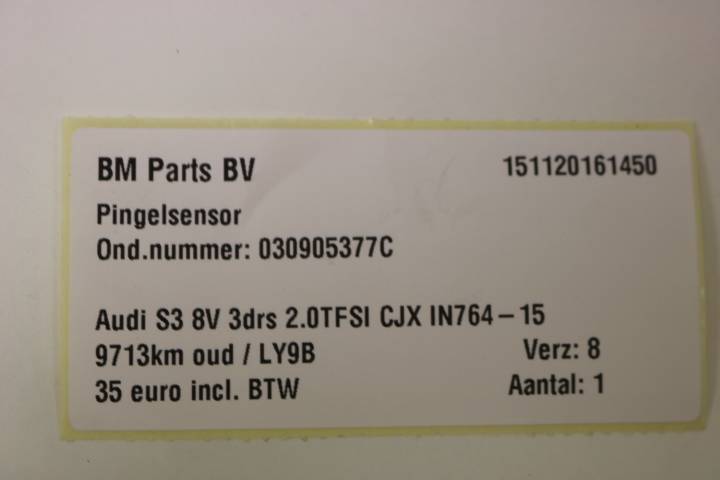 BM Parts BV 151120161450
Pingelsensor
Ond.nummer: 030905377C
Audi S3 8V 3drs 2.0TFSI CJX IN764-15
9713km oud / LY9B Verz: 8
35 euro incl. BTW Aantal: 1